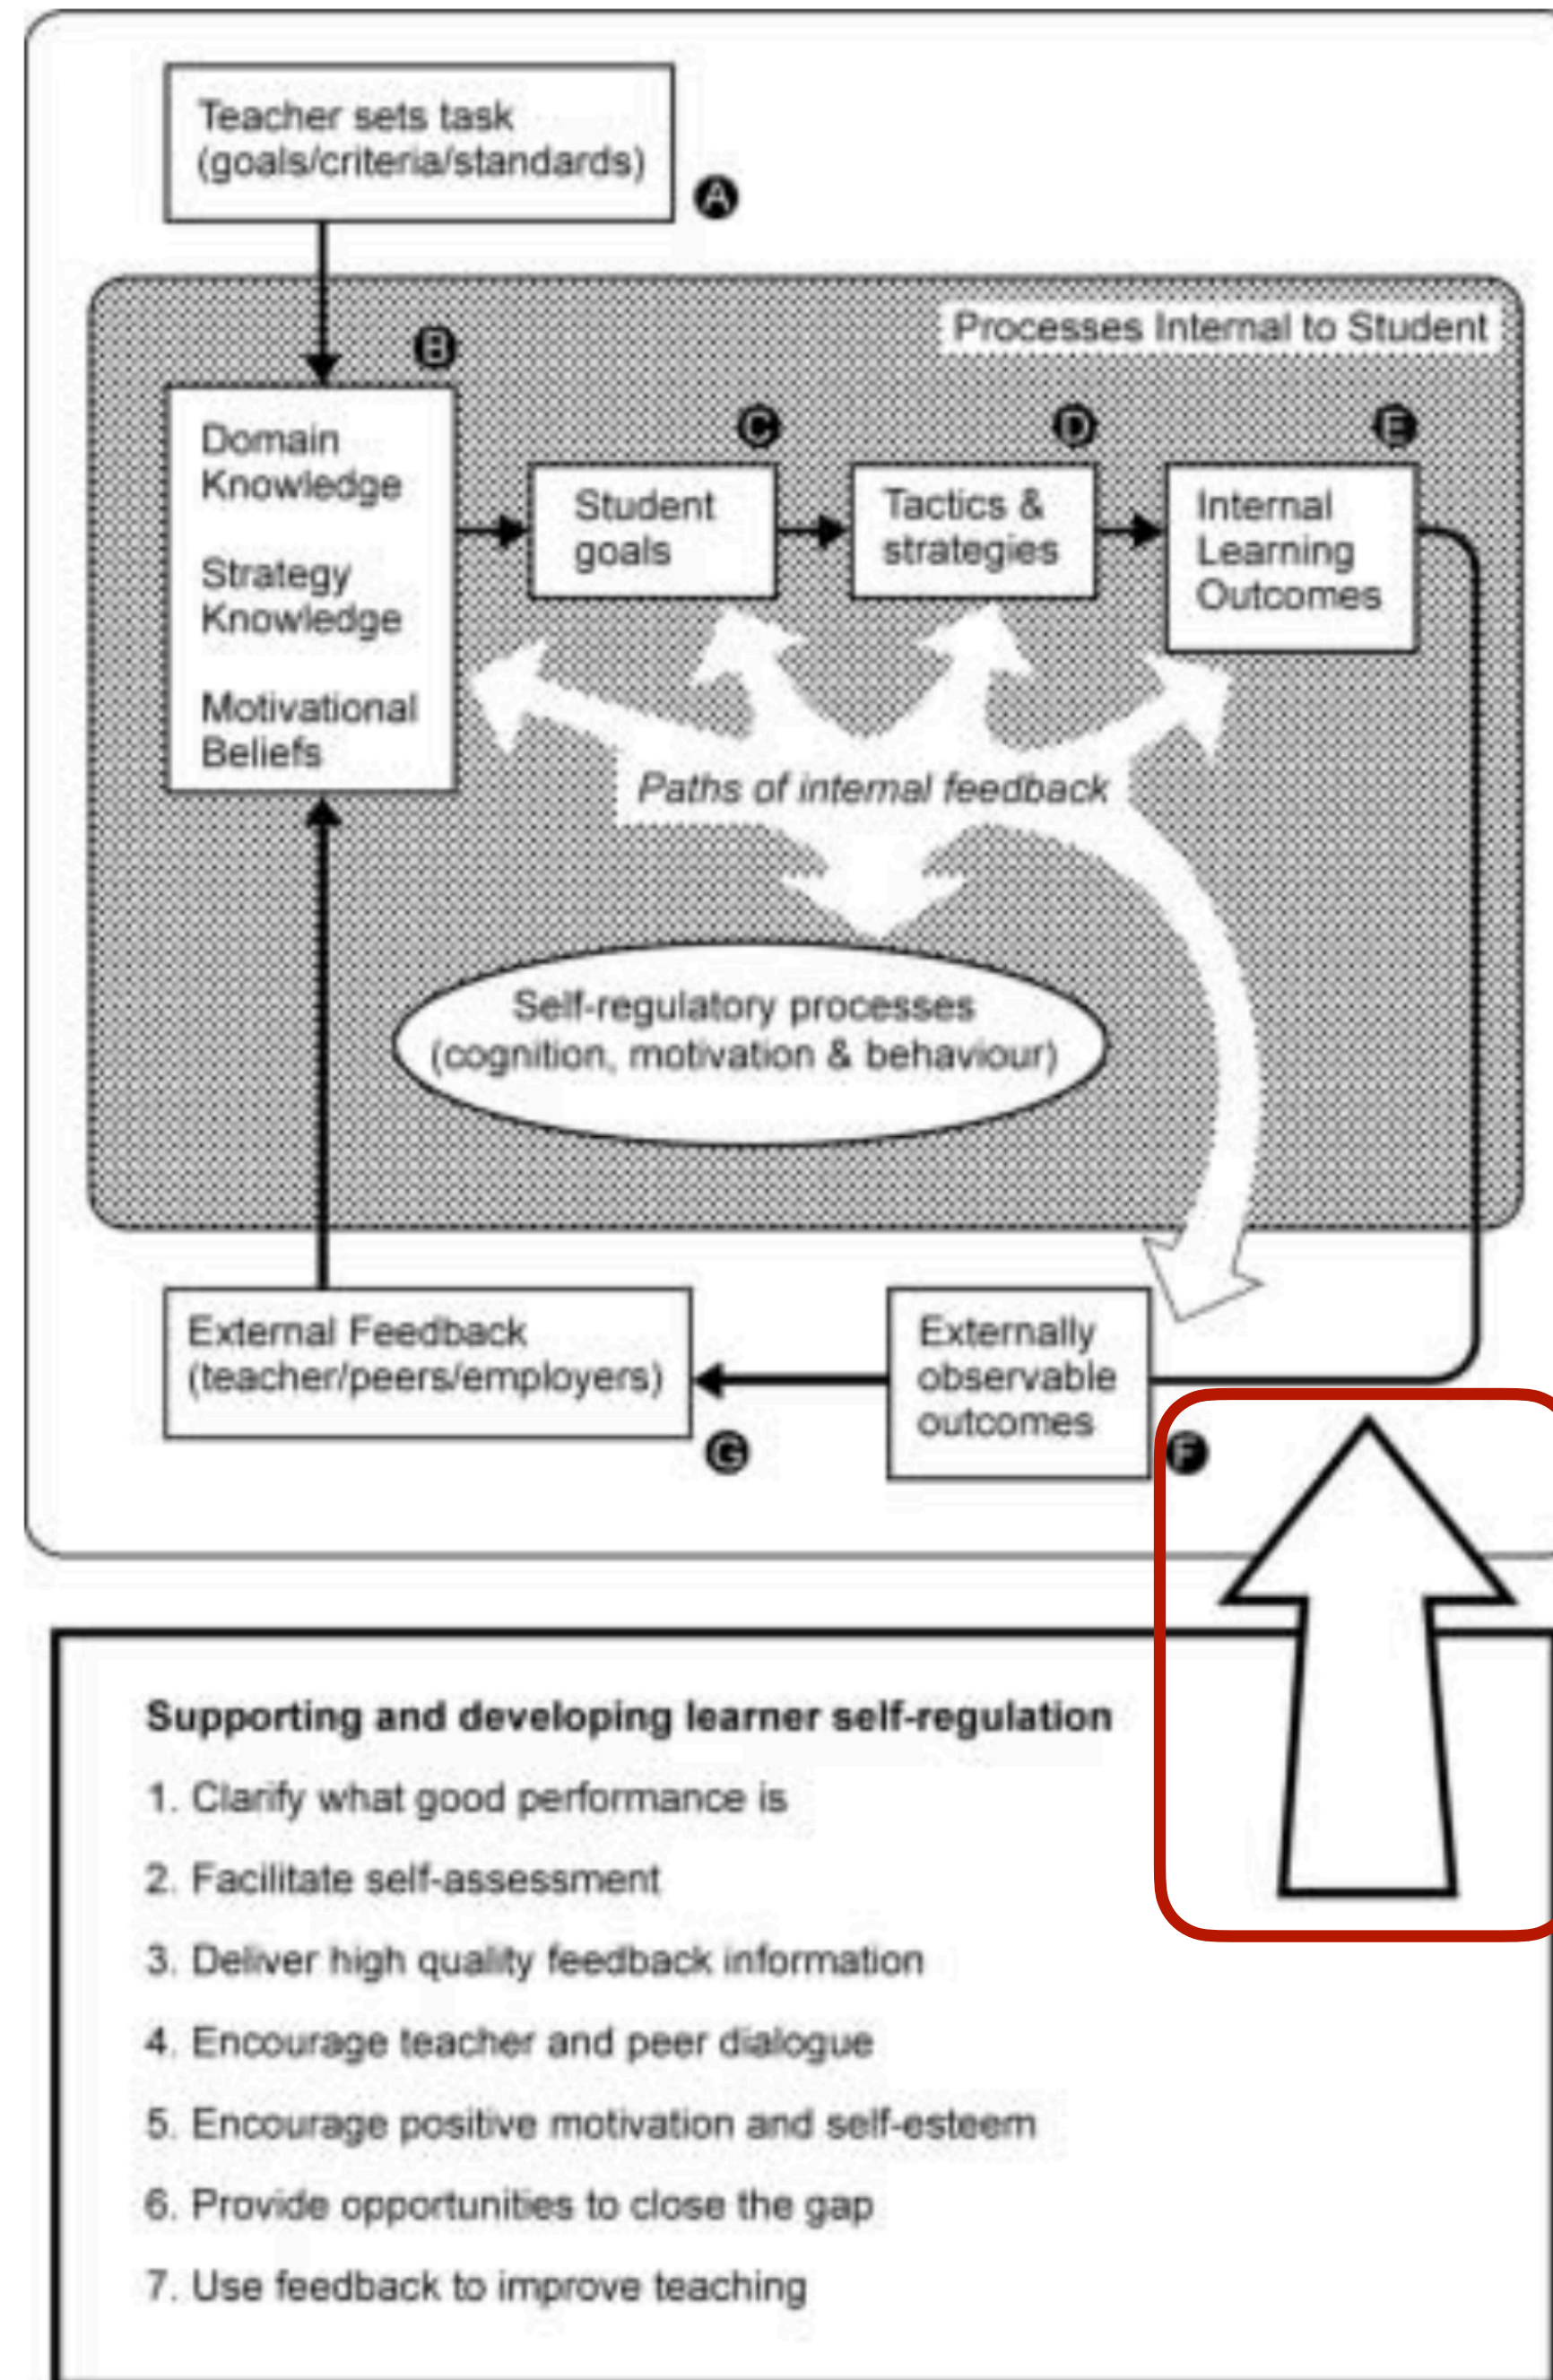 Teacher sets task
(goals/criteria/standards)
A
Processes Internal to Student
B
Domain
Knowledge
Strategy
Knowledge
Motivational
Beliefs
C
Student
goals
D
Tactics &
strategies
E
Internal
Learning
Outcomes
Paths of internal feedback
Self-regulatory processes
(cognition, motivation & behaviour)
External Feedback
(teacher/peers/employers)
G
Externally
observable
outcomes
F
Supporting and developing learner self-regulation
1. Clarify what good performance is
2. Facilitate self-assessment
3. Deliver high quality feedback information
4. Encourage teacher and peer dialogue
5. Encourage positive motivation and self-esteem
6. Provide opportunities to close the gap
7. Use feedback to improve teaching